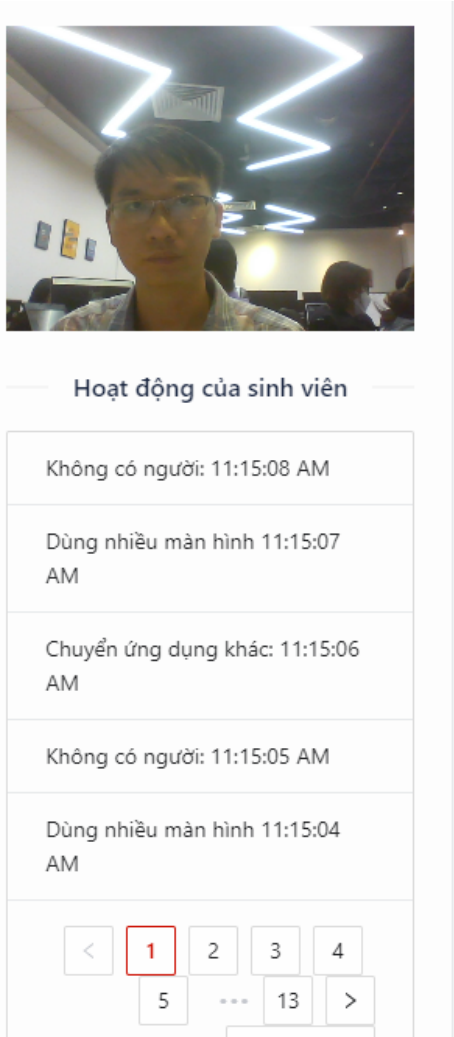 Hoạt động của sinh viên
Không có người: 11:15:08 AM
Dùng nhiều màn hình 11:15:07
AM
Chuyển ứng dụng khác: 11:15:06
AM
Không có người: 11:15:05 AM
Dùng nhiều màn hình 11:15:04
AM
< 1 2 3 4
5 ••• 13 >